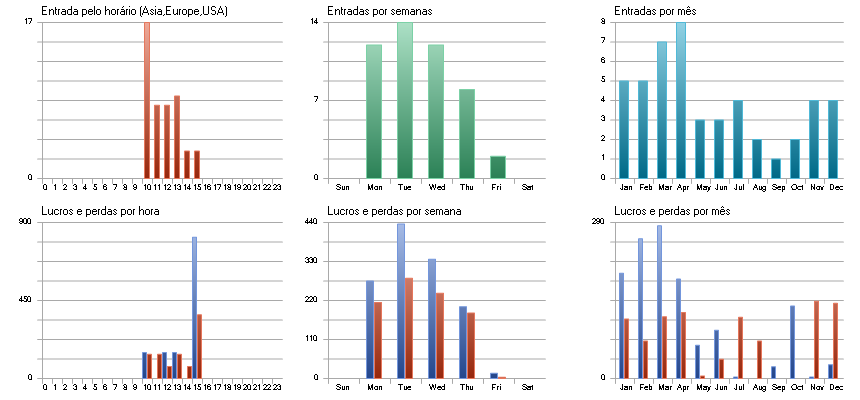 Entrada pelo horário (Asia,Europe,USA)
17
0
0 1 2 3 4 5 6 7 8 9 10 11 12 13 14 15 16 17 18 19 20 21 22 23
Entradas por semanas
14
7
0
Sun Mon Tue Wed Thu Fri Sat
Entradas por mês
8
7
6
5
4
3
2
1
0
Jan Feb Mar Apr May Jun Jul Aug Sep Oct Nov Dec
Lucros e perdas por hora
900
450
0
0 1 2 3 4 5 6 7 8 9 10 11 12 13 14 15 16 17 18 19 20 21 22 23
Lucros e perdas por semana
440
330
220
110
0
Sun Mon Tue Wed Thu Fri Sat
Lucros e perdas por mês
290
0
Jan Feb Mar Apr May Jun Jul Aug Sep Oct Nov Dec